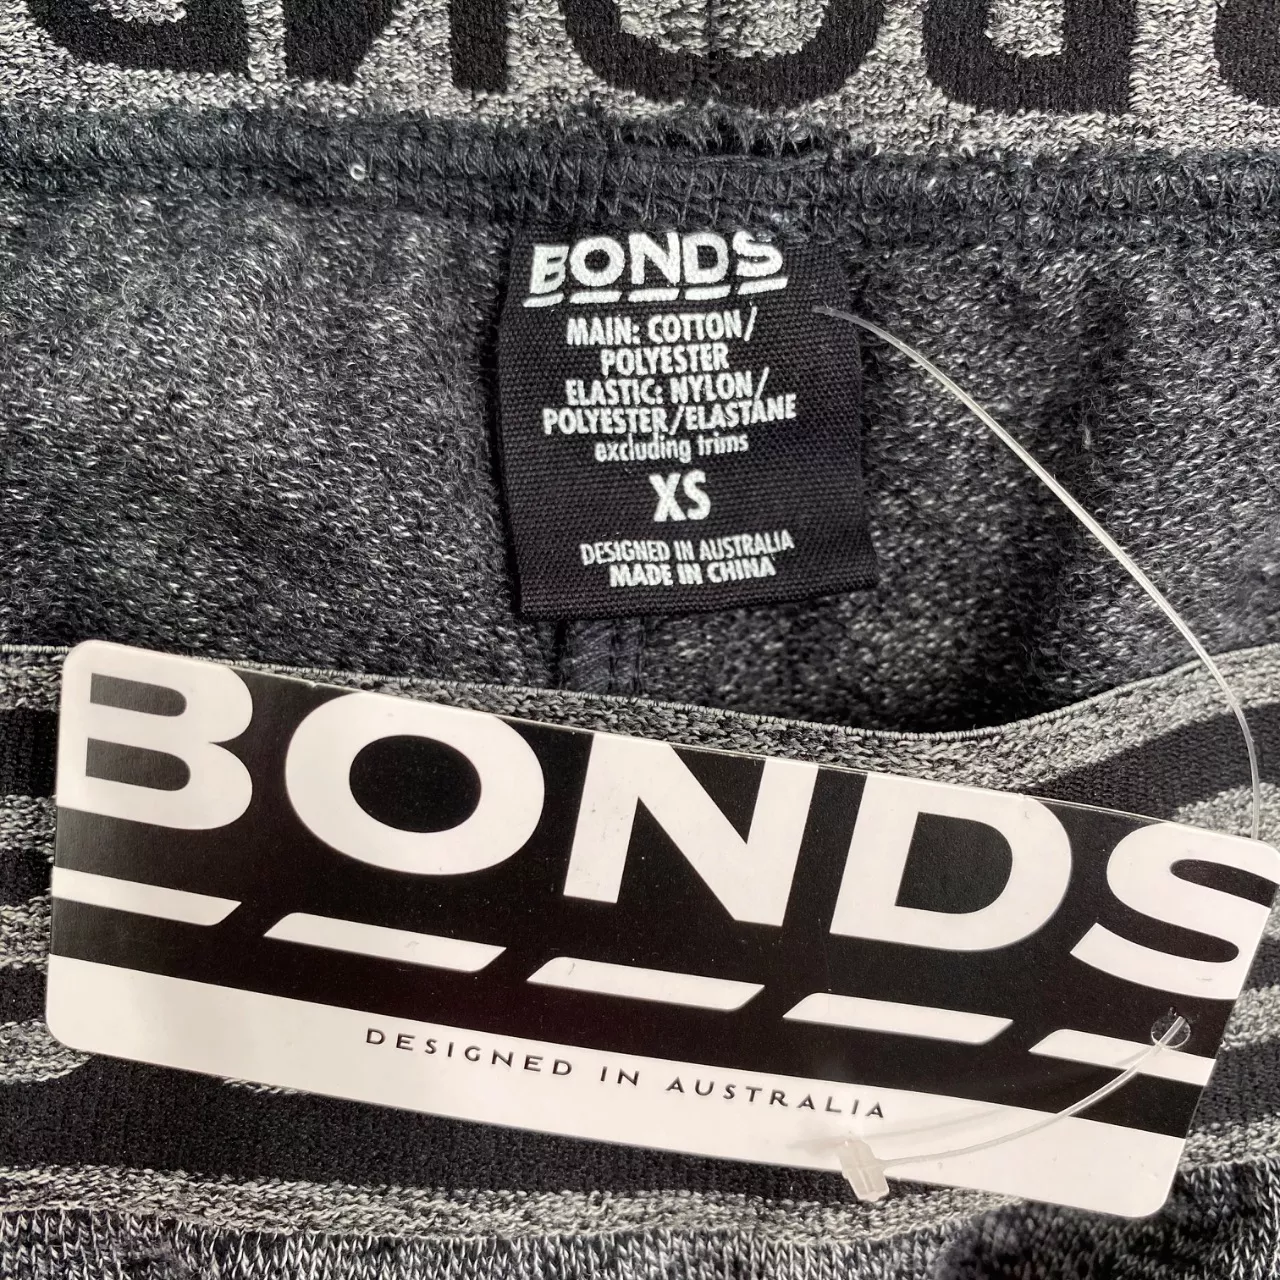 BONDS
MAIN: COTTON/
POLYESTER
ELASTIC: NYLON/
POLYESTER/ELASTANE
excluding trims
XS
DESIGNED IN AUSTRALIA
MADE IN CHINA
BONDS
DESIGNED IN AUSTRALIA